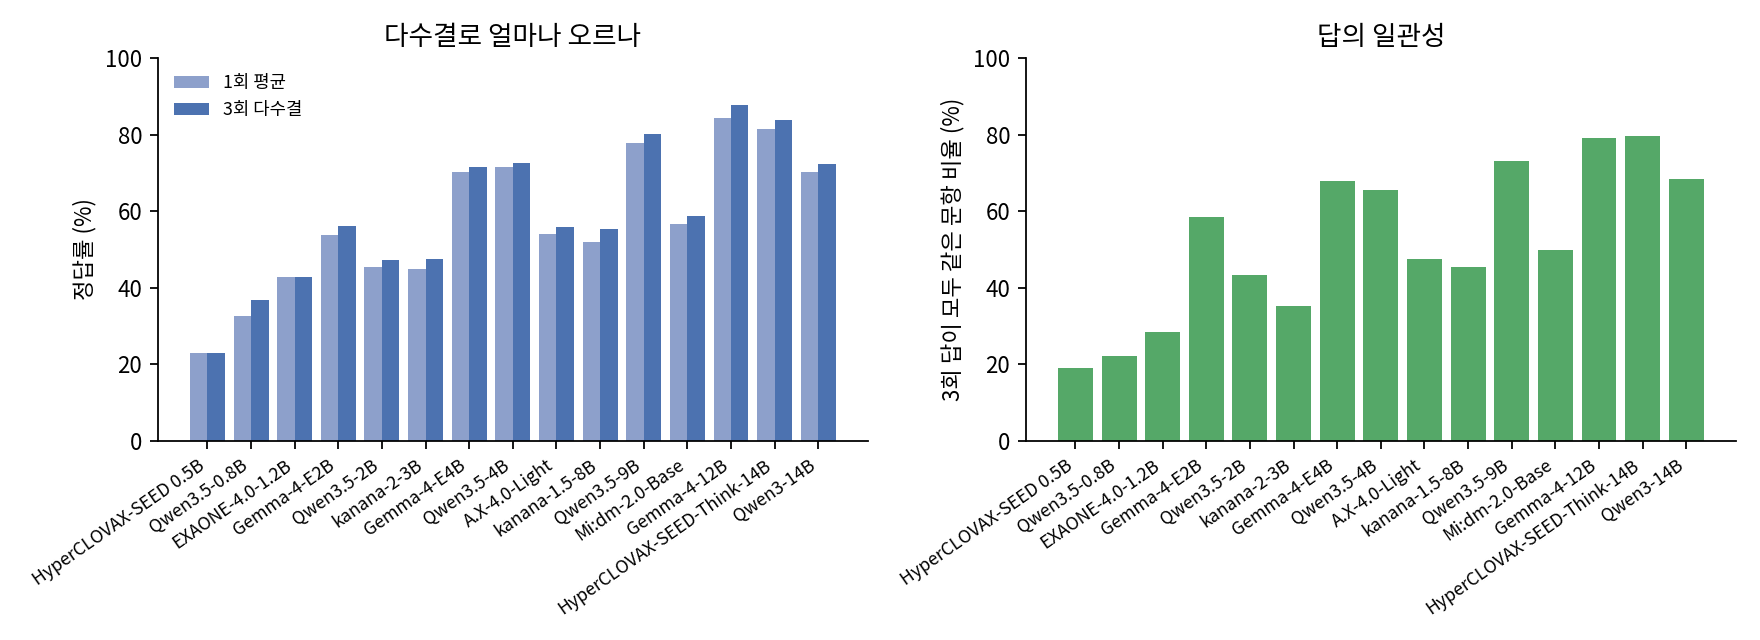 다수결로 얼마나 오르나
1회 평균
3회 다수결
정답률 (%)
100
80
60
40
20
0
HyperCLOVAX-SEED 0.5B
Qwen3.5-0.8B
EXAONE-4.0-1.2B
Gemma-4-E2B
Qwen3.5-2B
kanana-2-3B
Gemma-4-E4B
Qwen3.5-4B
A.X-4.0-Light
kanana-1.5-8B
Qwen3.5-9B
Mi:dm-2.0-Base
Gemma-4-12B
HyperCLOVAX-SEED-Think-14B
Qwen3-14B
답의 일관성
3회 답이 모두 같은 문항 비율 (%)
100
80
60
40
20
0
HyperCLOVAX-SEED 0.5B
Qwen3.5-0.8B
EXAONE-4.0-1.2B
Gemma-4-E2B
Qwen3.5-2B
kanana-2-3B
Gemma-4-E4B
Qwen3.5-4B
A.X-4.0-Light
kanana-1.5-8B
Qwen3.5-9B
Mi:dm-2.0-Base
Gemma-4-12B
HyperCLOVAX-SEED-Think-14B
Qwen3-14B